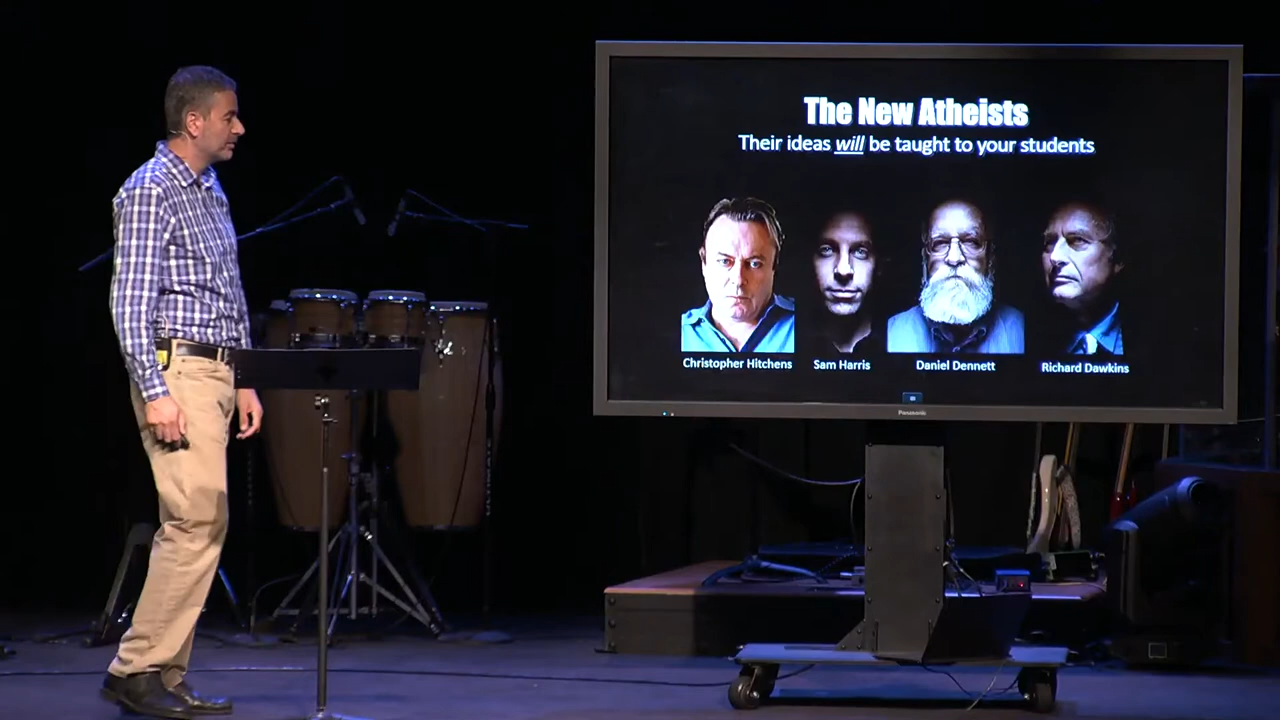 The New Atheists
Their ideas will be taught to your students
Christopher Hitchens
Sam Harris
Daniel Dennett
Richard Dawkins
Panasonic